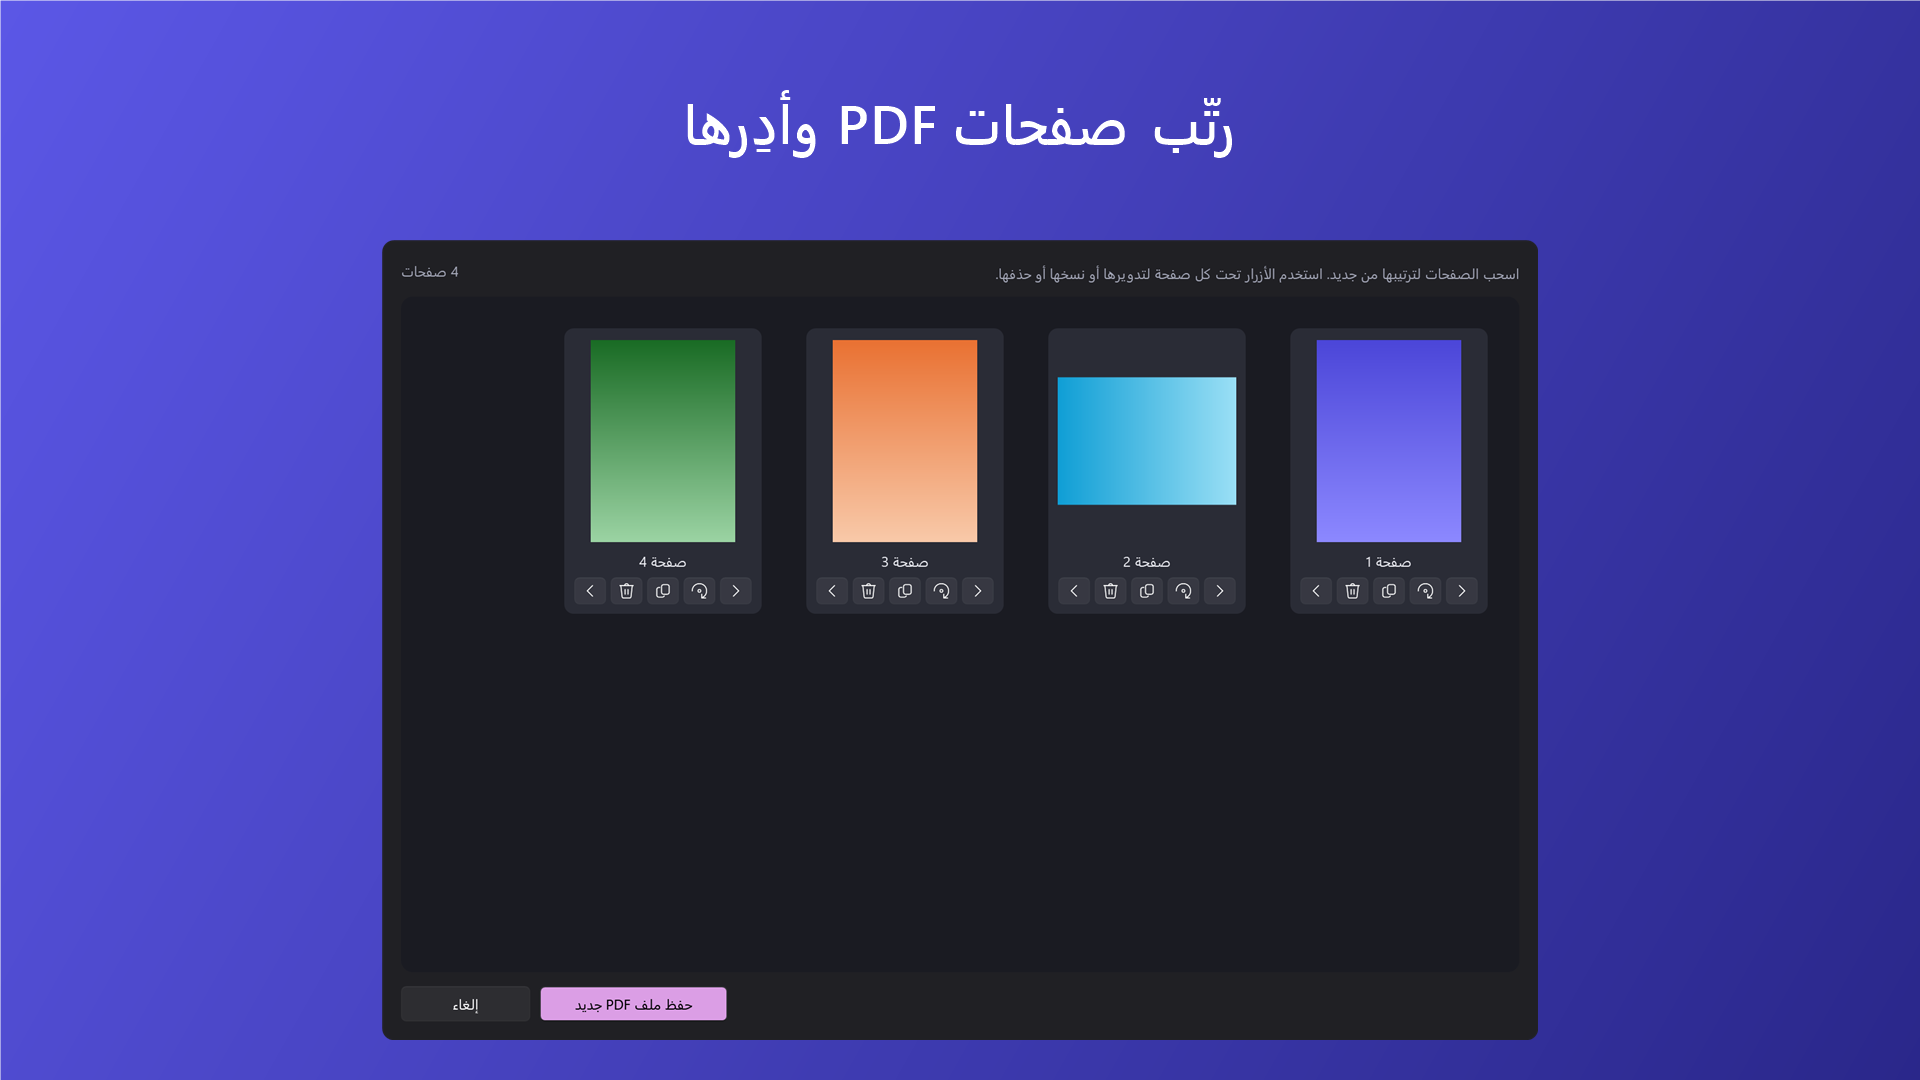 رتّب صفحات PDF وأدِرها
اسحب الصفحات لترتيبها من جديد. استخدم الأزرار تحت كل صفحة لتدويرها أو نسخها أو حذفها.
4 صفحات
صفحة 1
صفحة 2
صفحة 3
صفحة 4
حفظ ملف PDF جديد
إلغاء